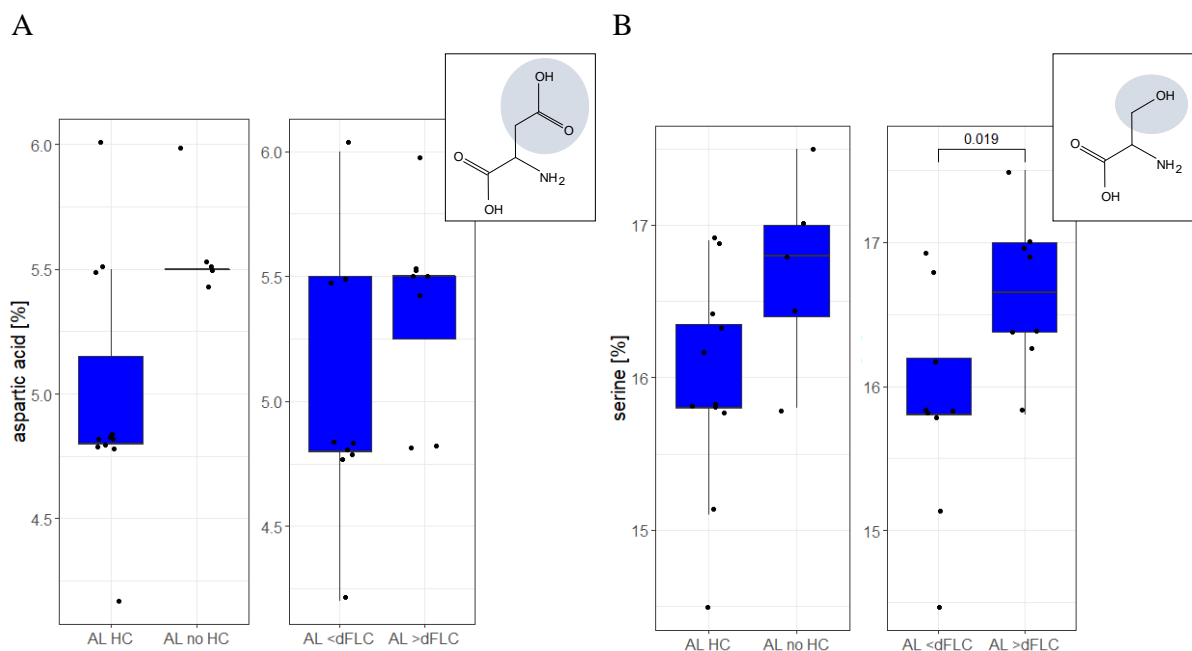 A
B
aspartic acid [%]
6.0
5.5
5.0
4.5
AL HC
AL no HC
6.0
5.5
5.0
4.5
AL <dFLC
AL >dFLC
OH
O
O
NH2
OH
serine [%]
17
16
15
AL HC
AL no HC
0.019
17
16
15
AL <dFLC
AL >dFLC
OH
O
NH2
OH